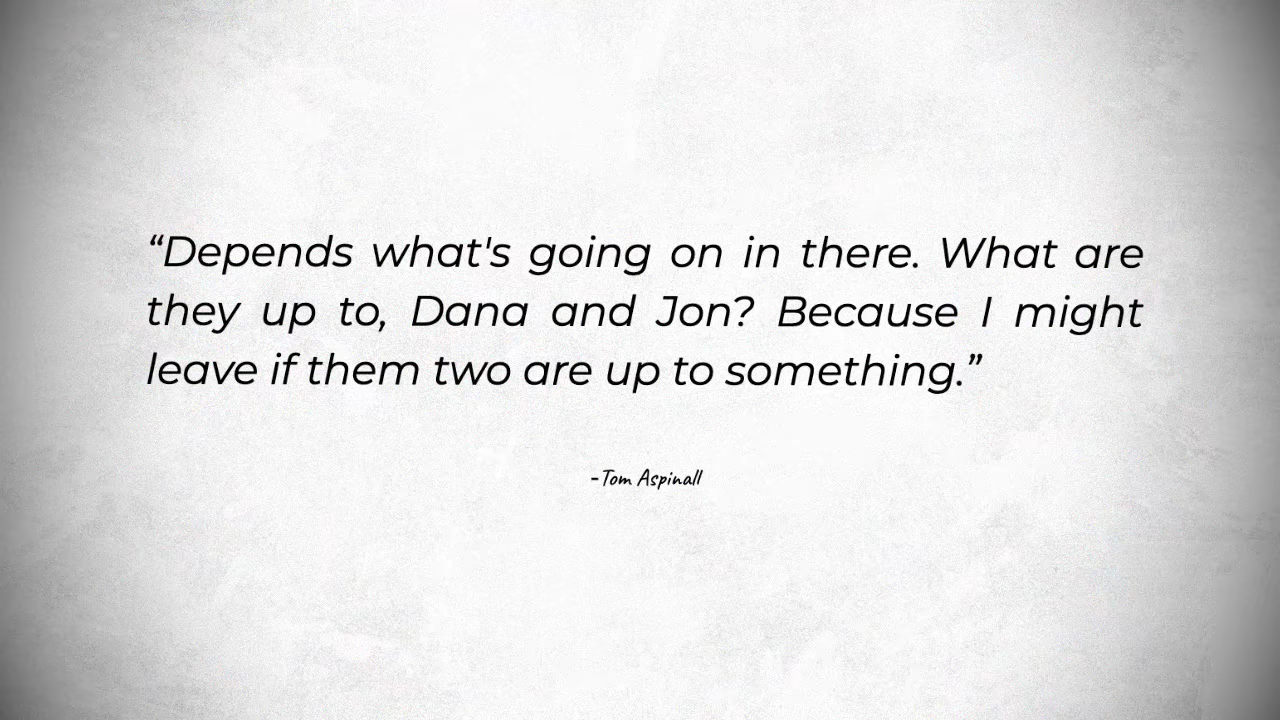 “Depends what's going on in there. What are
they up to, Dana and Jon? Because I might
leave if them two are up to something.”
-Tom Aspinall